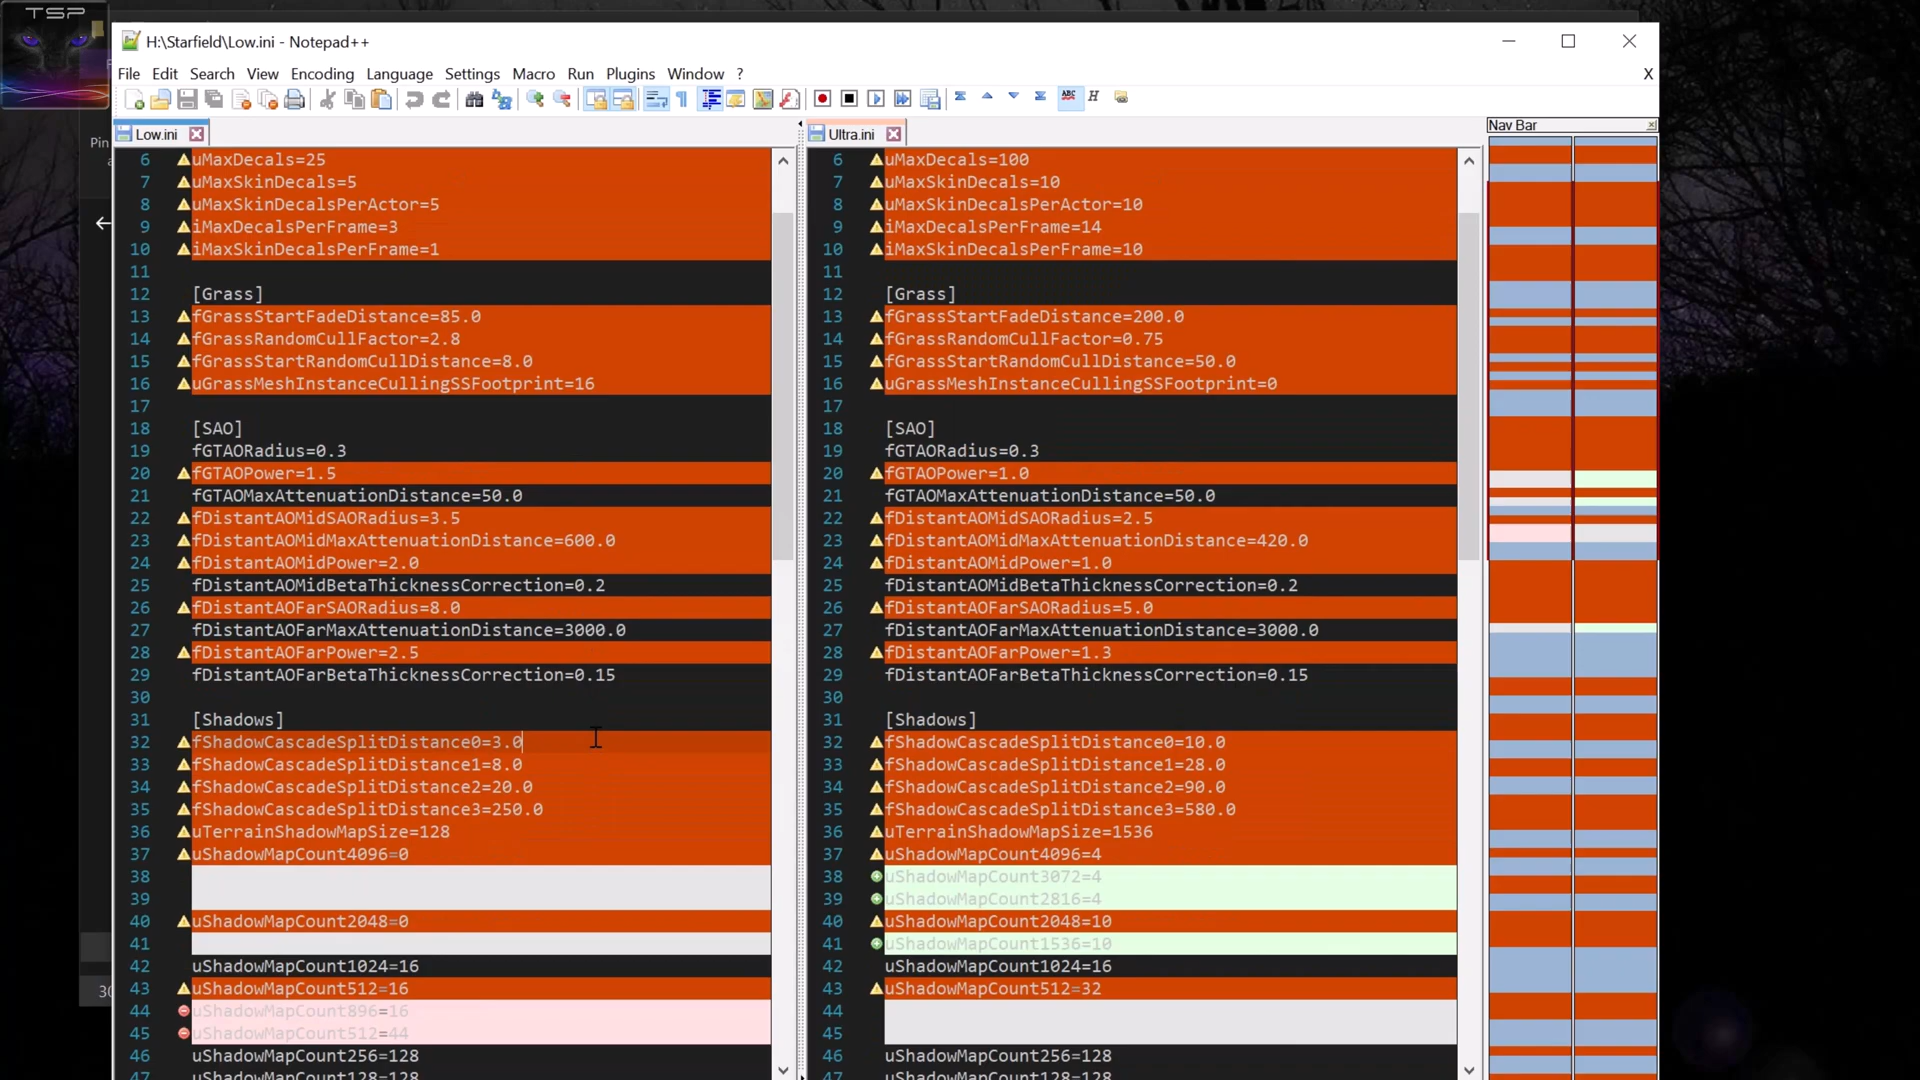 TSP
H:\Starfield\Low.ini - Notepad++
File Edit Search View Encoding Language Settings Macro Run Plugins Window ? X
Low.ini
Ultra.ini
Nav Bar
Pin
6 uMaxDecals=25
7 uMaxSkinDecals=5
8 uMaxSkinDecalsPerActor=5
9 iMaxDecalsPerFrame=3
10 iMaxSkinDecalsPerFrame=1
11
12 [Grass]
13 fGrassStartFadeDistance=85.0
14 fGrassRandomCullFactor=2.8
15 fGrassStartRandomCullDistance=8.0
16 uGrassMeshInstanceCullingSSFootprint=16
17
18 [SAO]
19 fGTAORadius=0.3
20 fGTAOPower=1.5
21 fGTAOMaxAttenuationDistance=50.0
22 fDistantAOMidSAORadius=3.5
23 fDistantAOMidMaxAttenuationDistance=600.0
24 fDistantAOMidPower=2.0
25 fDistantAOMidBetaThicknessCorrection=0.2
26 fDistantAOFarSAORadius=8.0
27 fDistantAOFarMaxAttenuationDistance=3000.0
28 fDistantAOFarPower=2.5
29 fDistantAOFarBetaThicknessCorrection=0.15
30
31 [Shadows]
32 fShadowCascadeSplitDistance0=3.0
33 fShadowCascadeSplitDistance1=8.0
34 fShadowCascadeSplitDistance2=20.0
35 fShadowCascadeSplitDistance3=250.0
36 uTerrainShadowMapSize=128
37 uShadowMapCount4096=0
38
39
40 uShadowMapCount2048=0
41
42 uShadowMapCount1024=16
43 uShadowMapCount512=16
44 uShadowMapCount896=16
45 uShadowMapCount512=44
46 uShadowMapCount256=128
47 uShadowMapCount128=128
6 uMaxDecals=100
7 uMaxSkinDecals=10
8 uMaxSkinDecalsPerActor=10
9 iMaxDecalsPerFrame=14
10 iMaxSkinDecalsPerFrame=10
11
12 [Grass]
13 fGrassStartFadeDistance=200.0
14 fGrassRandomCullFactor=0.75
15 fGrassStartRandomCullDistance=50.0
16 uGrassMeshInstanceCullingSSFootprint=0
17
18 [SAO]
19 fGTAORadius=0.3
20 fGTAOPower=1.0
21 fGTAOMaxAttenuationDistance=50.0
22 fDistantAOMidSAORadius=2.5
23 fDistantAOMidMaxAttenuationDistance=420.0
24 fDistantAOMidPower=1.0
25 fDistantAOMidBetaThicknessCorrection=0.2
26 fDistantAOFarSAORadius=5.0
27 fDistantAOFarMaxAttenuationDistance=3000.0
28 fDistantAOFarPower=1.3
29 fDistantAOFarBetaThicknessCorrection=0.15
30
31 [Shadows]
32 fShadowCascadeSplitDistance0=10.0
33 fShadowCascadeSplitDistance1=28.0
34 fShadowCascadeSplitDistance2=90.0
35 fShadowCascadeSplitDistance3=580.0
36 uTerrainShadowMapSize=1536
37 uShadowMapCount4096=4
38 uShadowMapCount3072=4
39 uShadowMapCount2816=4
40 uShadowMapCount2048=10
41 uShadowMapCount1536=10
42 uShadowMapCount1024=16
43 uShadowMapCount512=32
44
45
46 uShadowMapCount256=128
47 uShadowMapCount128=128